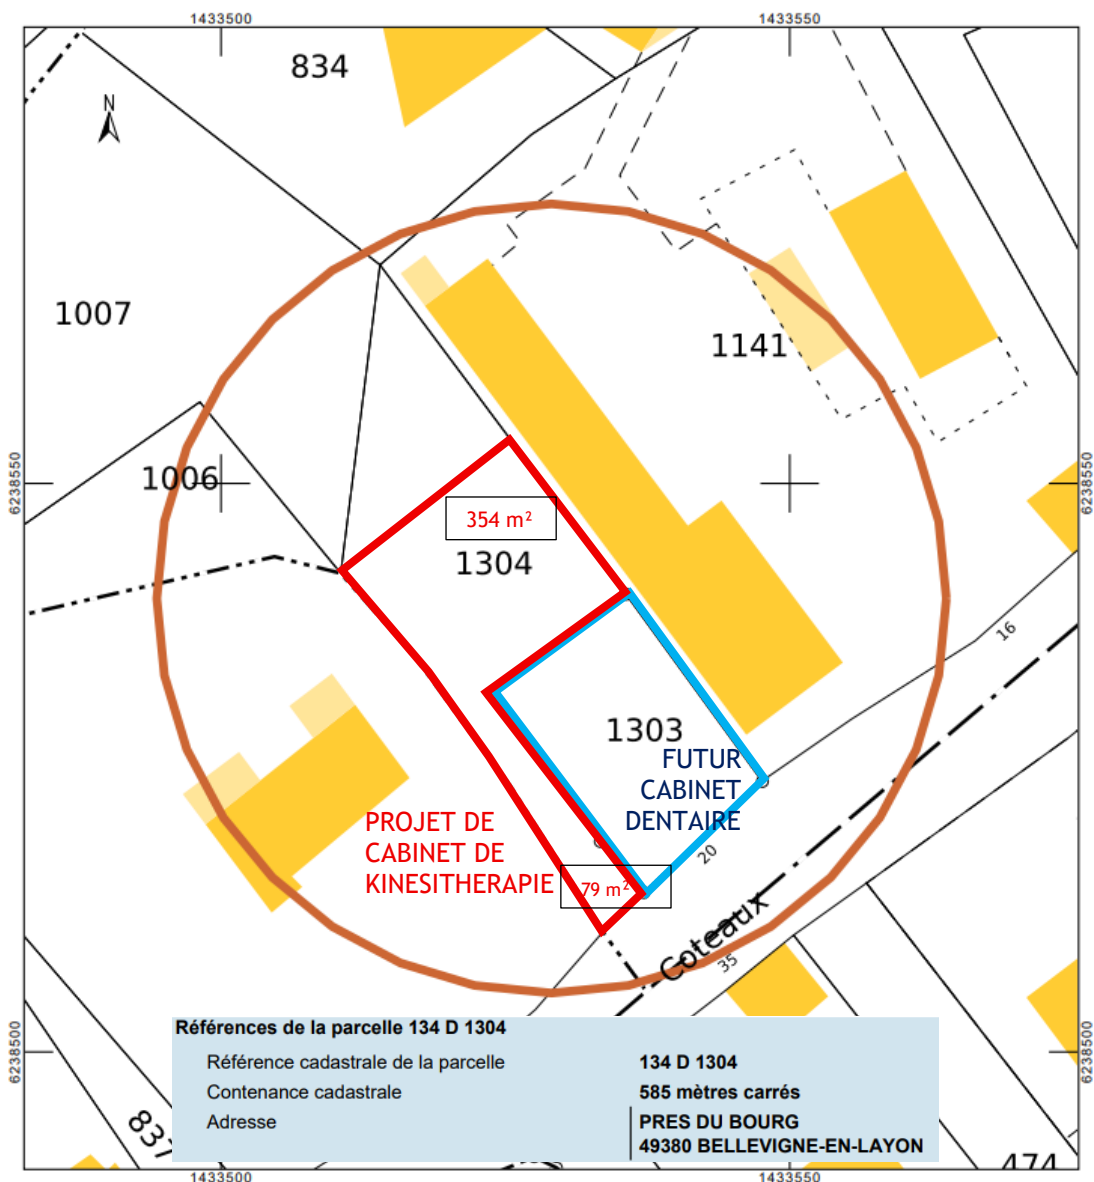 1433500
1433550
834
N
1007
1141
6238550
1006
6238550
354 m²
1304
16
1303
FUTUR
CABINET
DENTAIRE
PROJET DE
CABINET DE
KINESITHERAPIE
20
79 m²
Coteaux
35
Références de la parcelle 134 D 1304
Référence cadastrale de la parcelle 134 D 1304
Contenance cadastrale 585 mètres carrés
Adresse PRES DU BOURG
49380 BELLEVIGNE-EN-LAYON
6238500
6238500
837
474
1433500
1433550